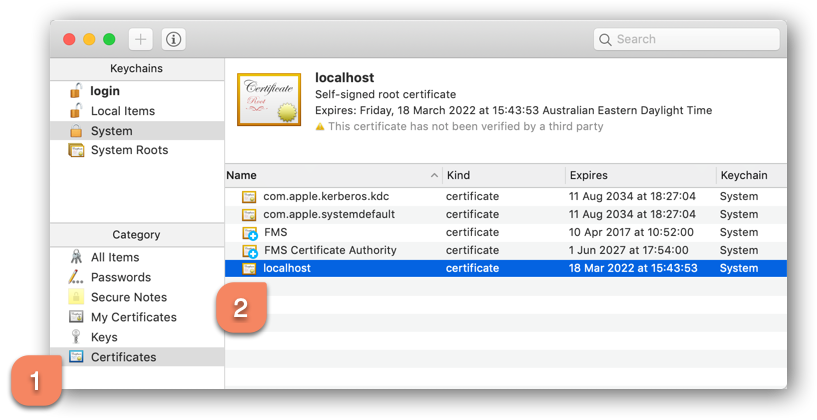 Search
Keychains
login
Local Items
System
System Roots
Certificate
Root
localhost
Self-signed root certificate
Expires: Friday, 18 March 2022 at 15:43:53 Australian Eastern Daylight Time
This certificate has not been verified by a third party
Name Kind Expires Keychain
com.apple.kerberos.kdc certificate 11 Aug 2034 at 18:27:04 System
com.apple.systemdefault certificate 11 Aug 2034 at 18:27:04 System
FMS certificate 10 Apr 2017 at 10:52:00 System
FMS Certificate Authority certificate 1 Jun 2027 at 17:54:00 System
localhost certificate 18 Mar 2022 at 15:43:53 System
Category
All Items
Passwords
Secure Notes
My Certificates
Keys
Certificates
1
2